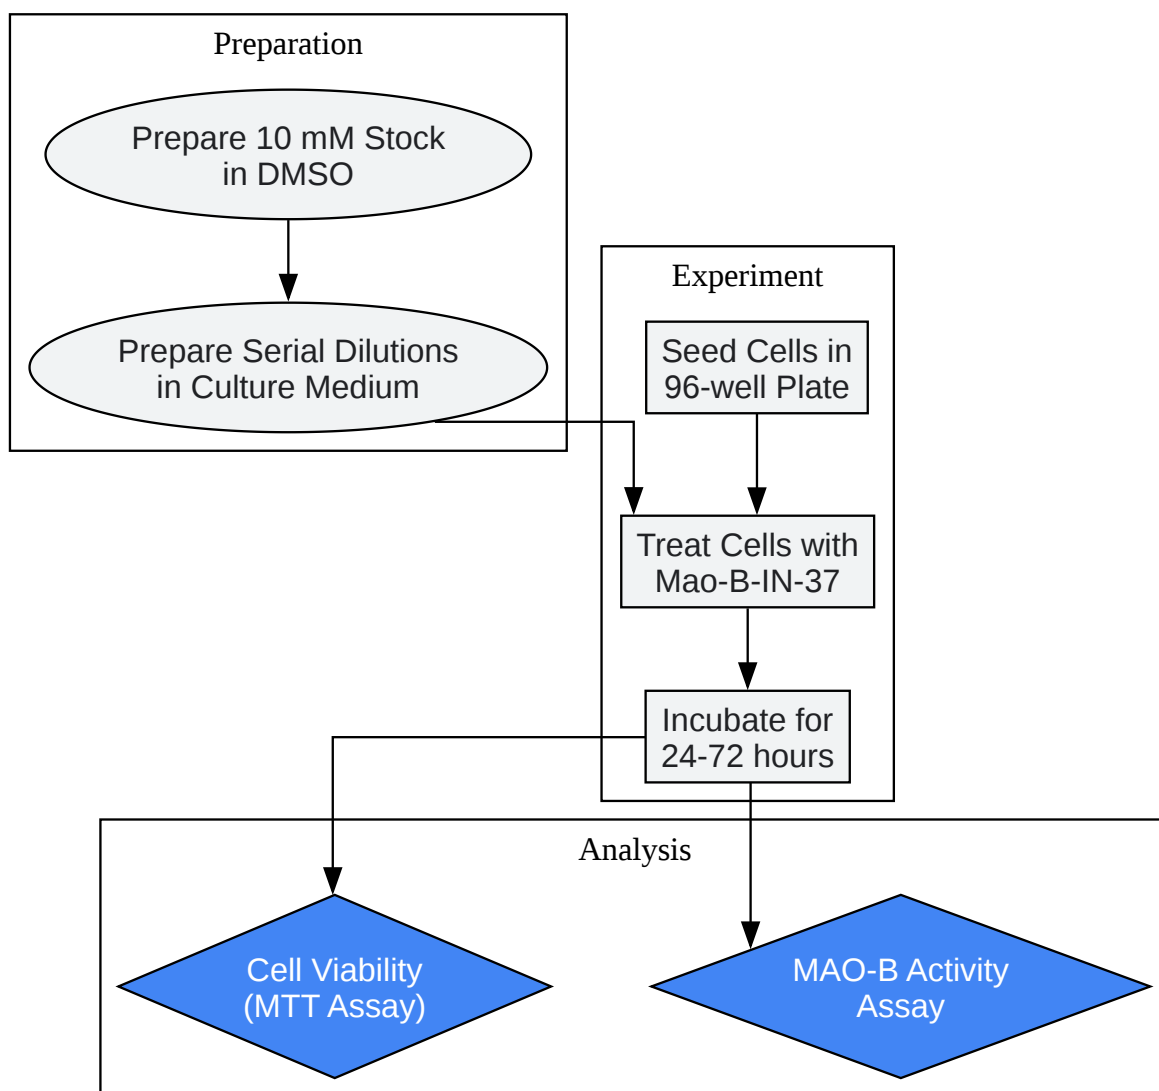 Preparation
Prepare 10 mM Stock
in DMSO
Prepare Serial Dilutions
in Culture Medium
Experiment
Seed Cells in
96-well Plate
Treat Cells with
Mao-B-IN-37
Incubate for
24-72 hours
Analysis
Cell Viability
(MTT Assay)
MAO-B Activity
Assay